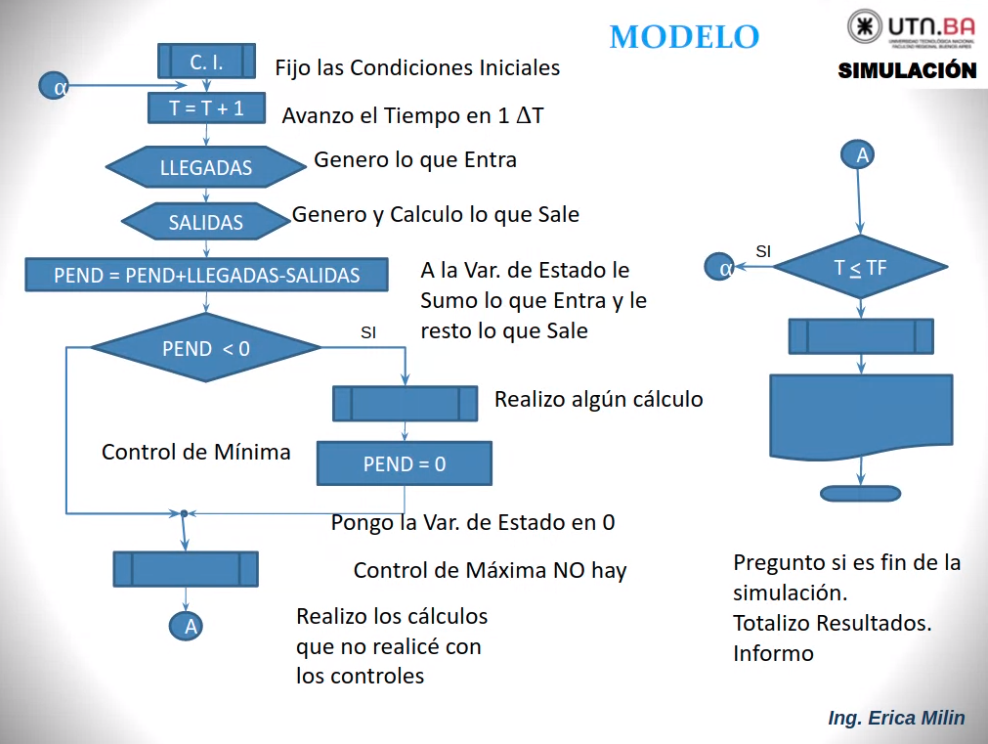 MODELO
UTN.BA
UNIVERSIDAD TECNOLÓGICA NACIONAL
FACULTAD REGIONAL BUENOS AIRES
SIMULACIÓN
C. I.
Fijo las Condiciones Iniciales
α
T = T + 1
Avanzo el Tiempo en 1 ΔT
LLEGADAS
Genero lo que Entra
SALIDAS
Genero y Calculo lo que Sale
PEND = PEND+LLEGADAS-SALIDAS
A la Var. de Estado le
Sumo lo que Entra y le
resto lo que Sale
PEND < 0
SI
Realizo algún cálculo
Control de Mínima
PEND = 0
Pongo la Var. de Estado en 0
Control de Máxima NO hay
A
Realizo los cálculos
que no realicé con
los controles
A
SI
α
T ≤ TF
Pregunto si es fin de la
simulación.
Totalizo Resultados.
Informo
Ing. Erica Milin